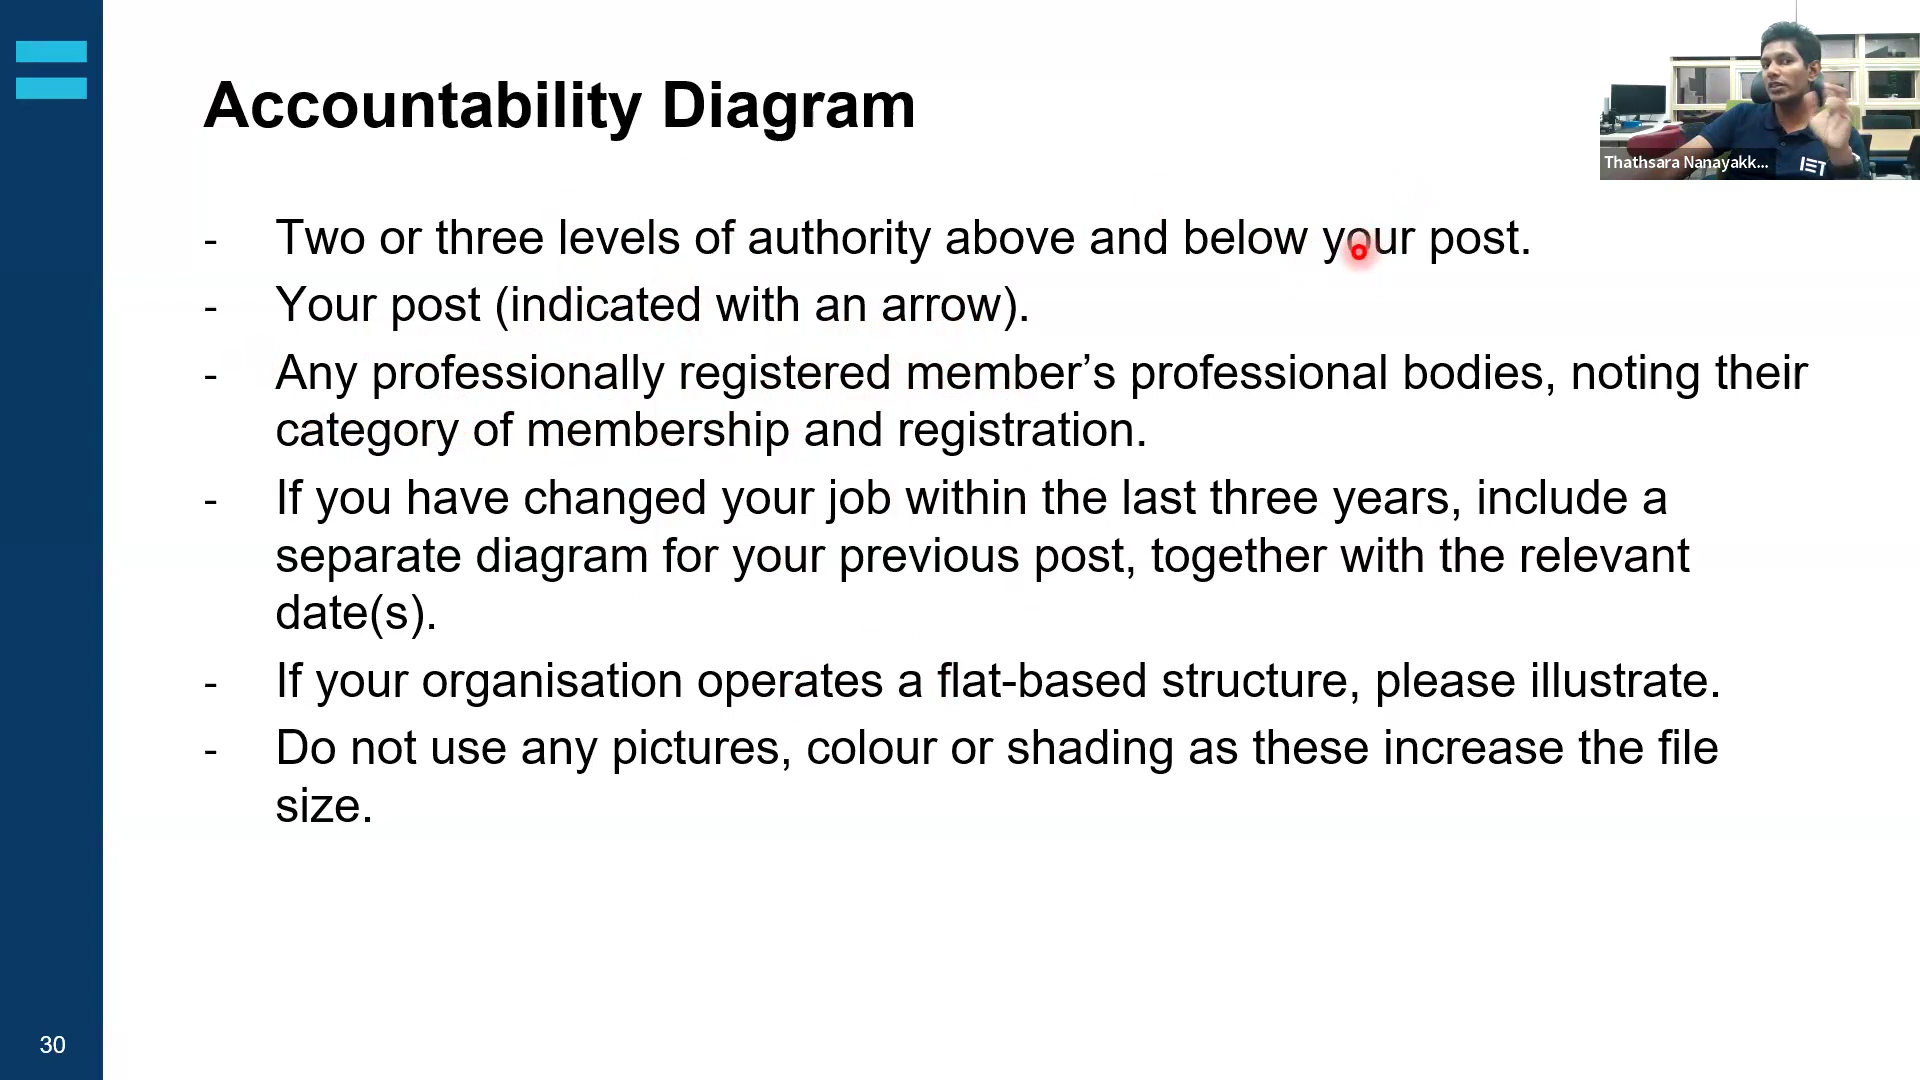 Accountability Diagram
Thathsara Nanayakk...
IET
- Two or three levels of authority above and below your post.
- Your post (indicated with an arrow).
- Any professionally registered member’s professional bodies, noting their
category of membership and registration.
- If you have changed your job within the last three years, include a
separate diagram for your previous post, together with the relevant
date(s).
- If your organisation operates a flat-based structure, please illustrate.
- Do not use any pictures, colour or shading as these increase the file
size.
30